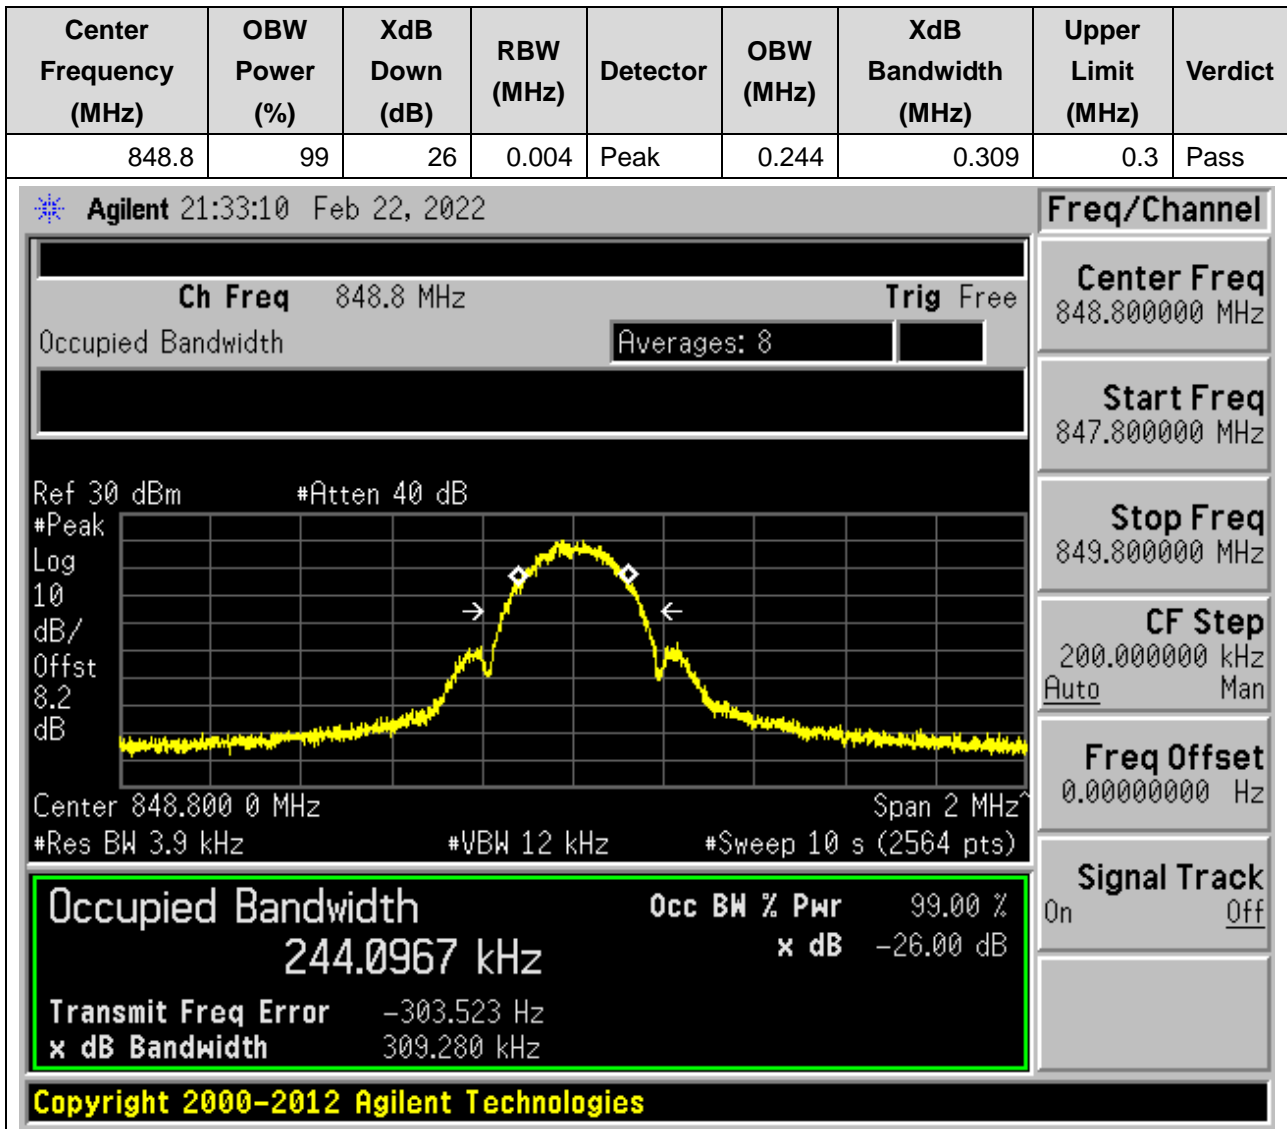 Center Frequency (MHz) OBW Power (%) XdB Down (dB) RBW (MHz) Detector OBW (MHz) XdB Bandwidth (MHz) Upper Limit (MHz) Verdict
848.8 99 26 0.004 Peak 0.244 0.309 0.3 Pass
Agilent 21:33:10 Feb 22, 2022
Freq/Channel
Ch Freq 848.8 MHz Trig Free
Occupied Bandwidth Averages: 8
Ref 30 dBm #Atten 40 dB
#Peak
Log
10
dB/
Offst
8.2
dB
Center 848.800 0 MHz Span 2 MHz^
#Res BW 3.9 kHz #VBW 12 kHz #Sweep 10 s (2564 pts)
Occupied Bandwidth Occ BW % Pwr 99.00 %
244.0967 kHz x dB -26.00 dB
Transmit Freq Error -303.523 Hz
x dB Bandwidth 309.280 kHz
Center Freq
848.800000 MHz
Start Freq
847.800000 MHz
Stop Freq
849.800000 MHz
CF Step
200.000000 kHz
Auto Man
Freq Offset
0.00000000 Hz
Signal Track
On Off
Copyright 2000-2012 Agilent Technologies